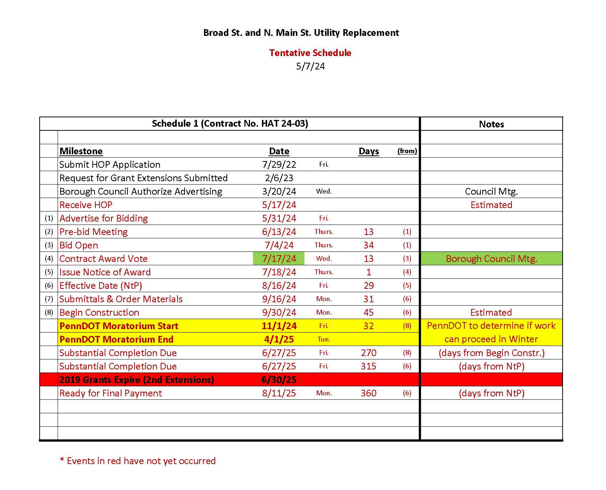 Broad St. and N. Main St. Utility Replacement
Tentative Schedule
5/7/24
Schedule 1 (Contract No. HAT 24-03) Notes
Milestone Date Days (from)
Submit HOP Application 7/29/22 Fri.
Request for Grant Extensions Submitted 2/6/23
Borough Council Authorize Advertising 3/20/24 Wed. Council Mtg.
Receive HOP 5/17/24 Estimated
(1) Advertise for Bidding 5/31/24 Fri.
(2) Pre-bid Meeting 6/13/24 Thurs. 13 (1)
(3) Bid Open 7/4/24 Thurs. 34 (1)
(4) Contract Award Vote 7/17/24 Wed. 13 (3) Borough Council Mtg.
(5) Issue Notice of Award 7/18/24 Thurs. 1 (4)
(6) Effective Date (NtP) 8/16/24 Fri. 29 (5)
(7) Submittals & Order Materials 9/16/24 Mon. 31 (6)
(8) Begin Construction 9/30/24 Mon. 45 (6) Estimated
PennDOT Moratorium Start 11/1/24 Fri. 32 (8) PennDOT to determine if work
PennDOT Moratorium End 4/1/25 Tue. can proceed in Winter
Substantial Completion Due 6/27/25 Fri. 270 (8) (days from Begin Constr.)
Substantial Completion Due 6/27/25 Fri. 315 (6) (days from NtP)
2019 Grants Expire (2nd Extensions) 6/30/25
Ready for Final Payment 8/11/25 Mon. 360 (6) (days from NtP)
* Events in red have not yet occurred